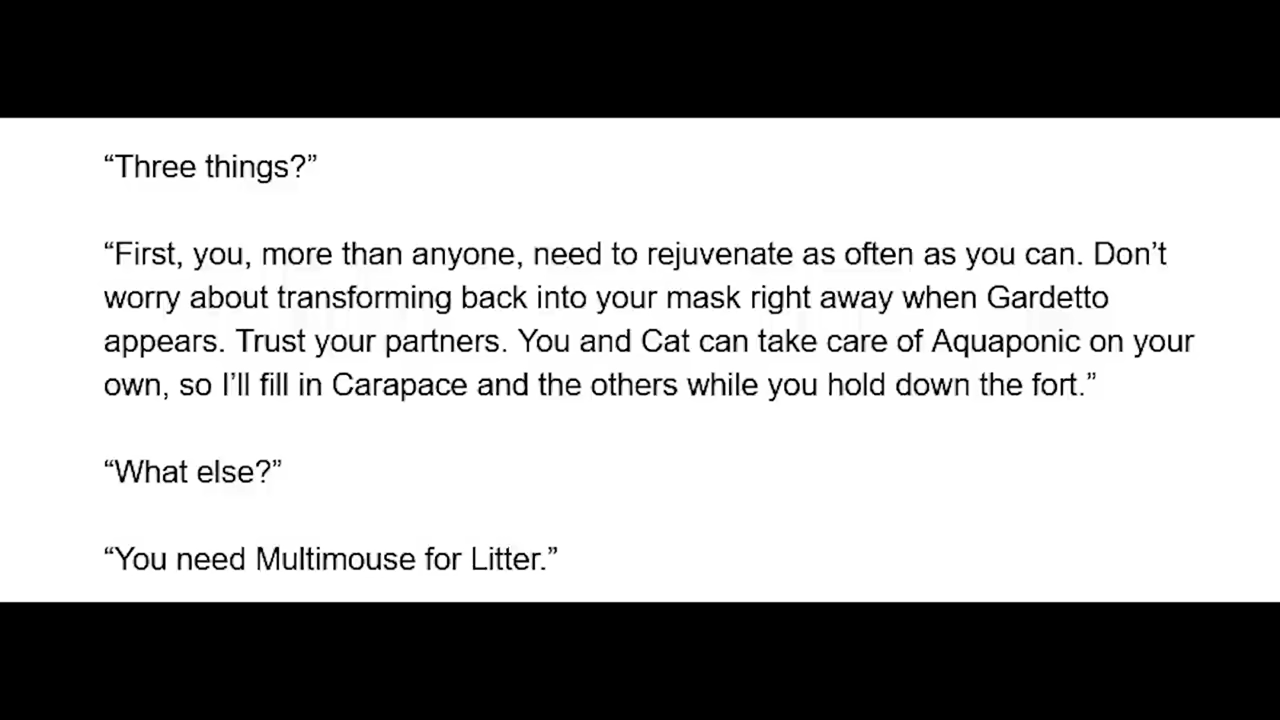 “Three things?”
“First, you, more than anyone, need to rejuvenate as often as you can. Don’t
worry about transforming back into your mask right away when Gardetto
appears. Trust your partners. You and Cat can take care of Aquaponic on your
own, so I’ll fill in Carapace and the others while you hold down the fort.”
“What else?”
“You need Multimouse for Litter.”